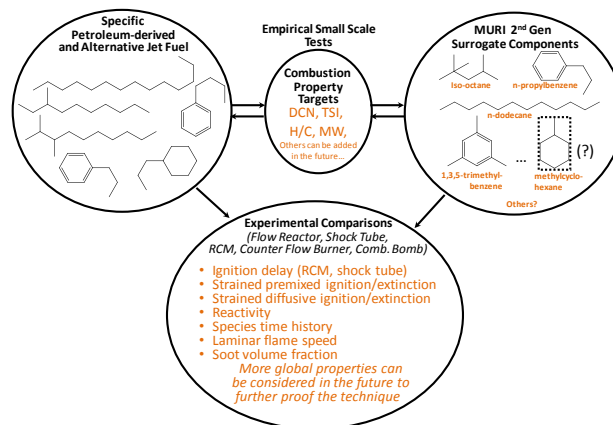 Specific
Petroleum-derived
and Alternative Jet Fuel
Empirical Small Scale
Tests
Combustion
Property
Targets
DCN, TSI,
H/C, MW,
Others can be added
in the future...
MURI 2nd Gen
Surrogate Components
Iso-octane
n-propylbenzene
n-dodecane
1,3,5-trimethyl-
benzene
...
methylcyclo-
hexane
(?)
Others?
Experimental Comparisons
(Flow Reactor, Shock Tube,
RCM, Counter Flow Burner, Comb. Bomb)
• Ignition delay (RCM, shock tube)
• Strained premixed ignition/extinction
• Strained diffusive ignition/extinction
• Reactivity
• Species time history
• Laminar flame speed
• Soot volume fraction
More global properties can
be considered in the future to
further proof the technique